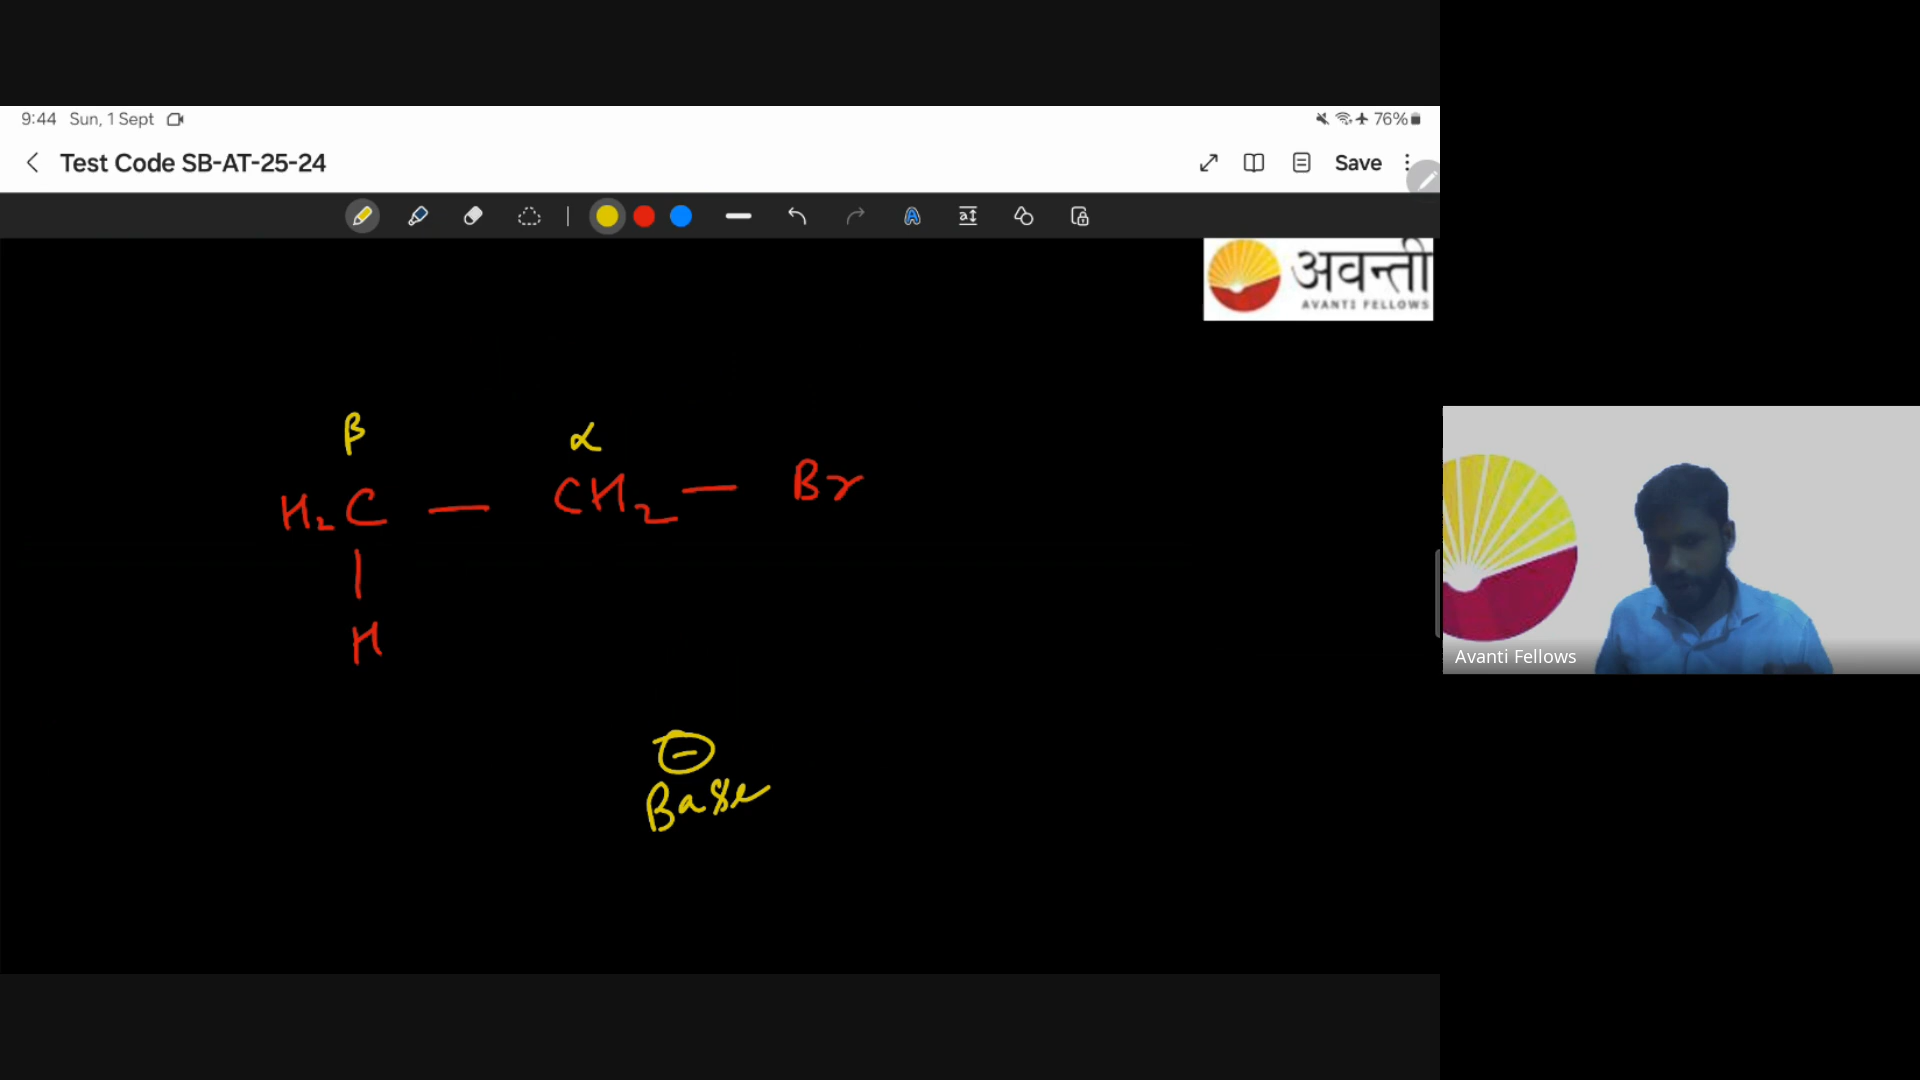 9:44 Sun, 1 Sept 76%
Test Code SB-AT-25-24 Save
अवन्ती
AVANTI FELLOWS
β α
H₂C — CH₂ — Br
|
H
⊖
Base
Avanti Fellows